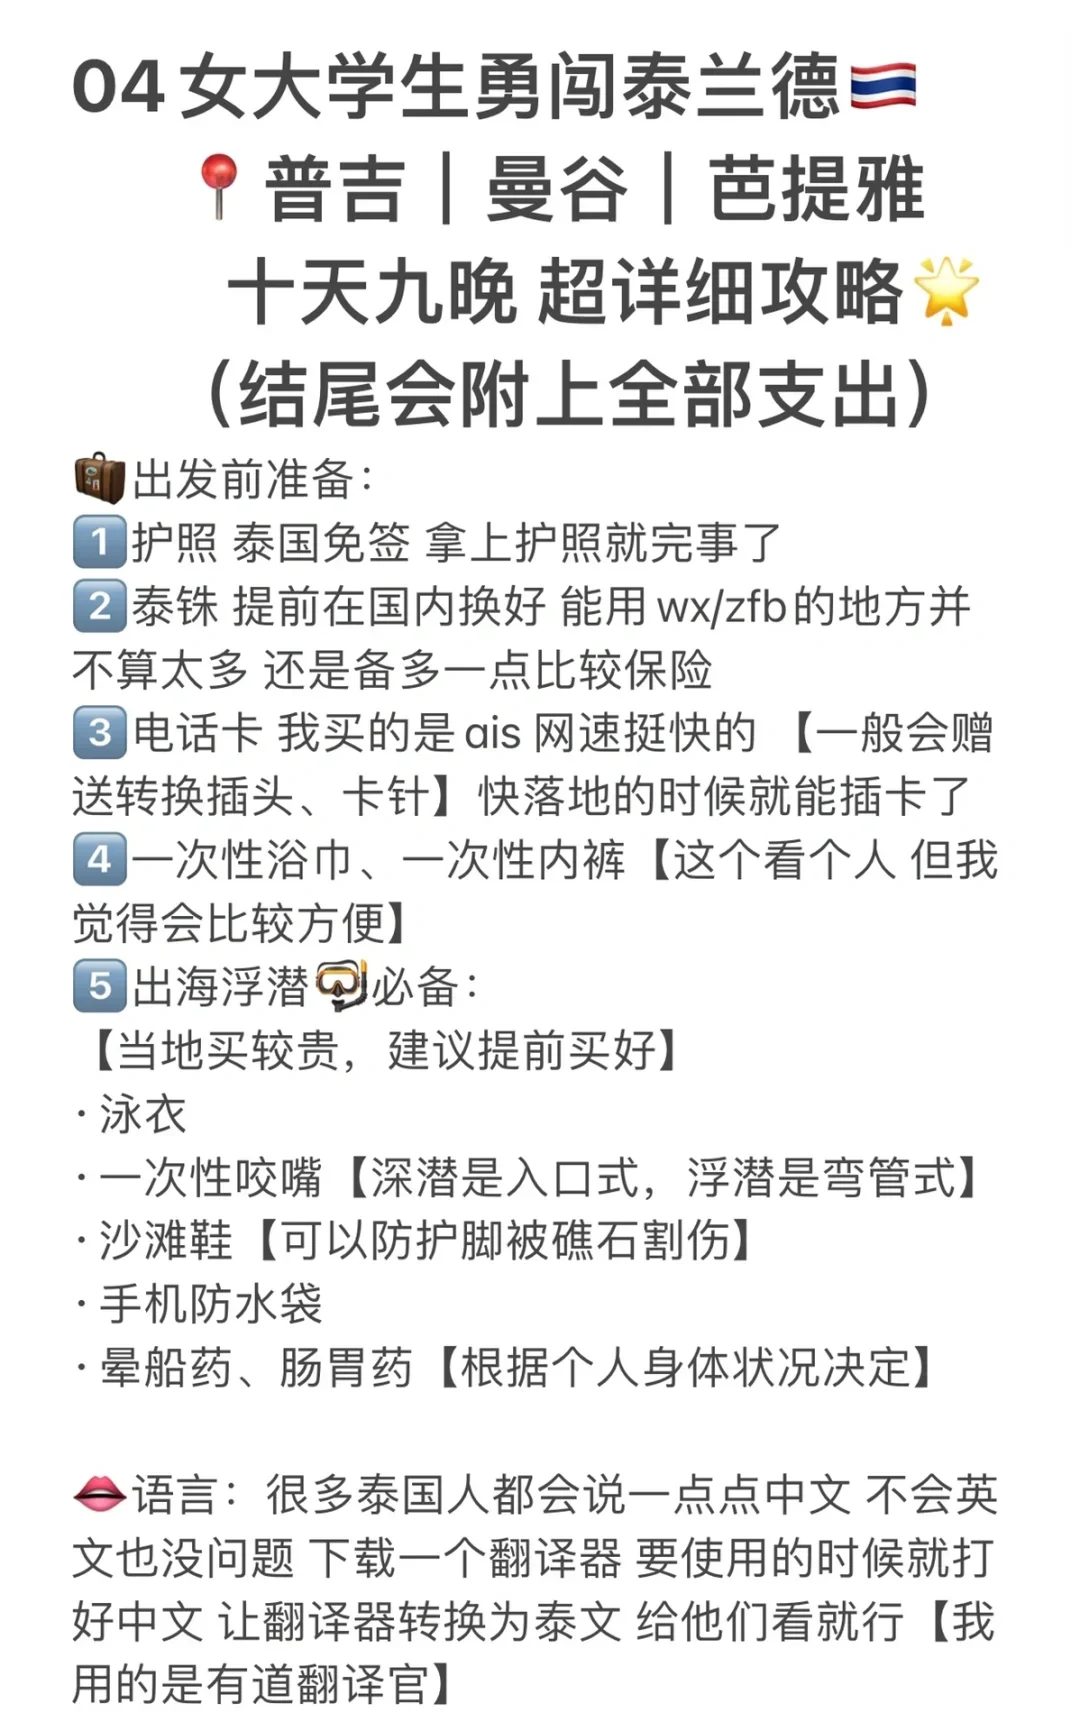 04女大学生勇闯泰兰德🇹🇭
📍普吉｜曼谷｜芭提雅
十天九晚 超详细攻略🌟
（结尾会附上全部支出）
🧳出发前准备：
1️⃣护照 泰国免签 拿上护照就完事了
2️⃣泰铢 提前在国内换好 能用wx/zfb的地方并
不算太多 还是备多一点比较保险
3️⃣电话卡 我买的是ais 网速挺快的 【一般会赠
送转换插头、卡针】快落地的时候就能插卡了
4️⃣一次性浴巾、一次性内裤【这个看个人 但我
觉得会比较方便】
5️⃣出海浮潜🤿必备：
【当地买较贵，建议提前买好】
· 泳衣
· 一次性咬嘴【深潜是入口式，浮潜是弯管式】
· 沙滩鞋【可以防护脚被礁石割伤】
· 手机防水袋
· 晕船药、肠胃药【根据个人身体状况决定】
👄语言：很多泰国人都会说一点点中文 不会英
文也没问题 下载一个翻译器 要使用的时候就打
好中文 让翻译器转换为泰文 给他们看就行【我
用的是有道翻译官】